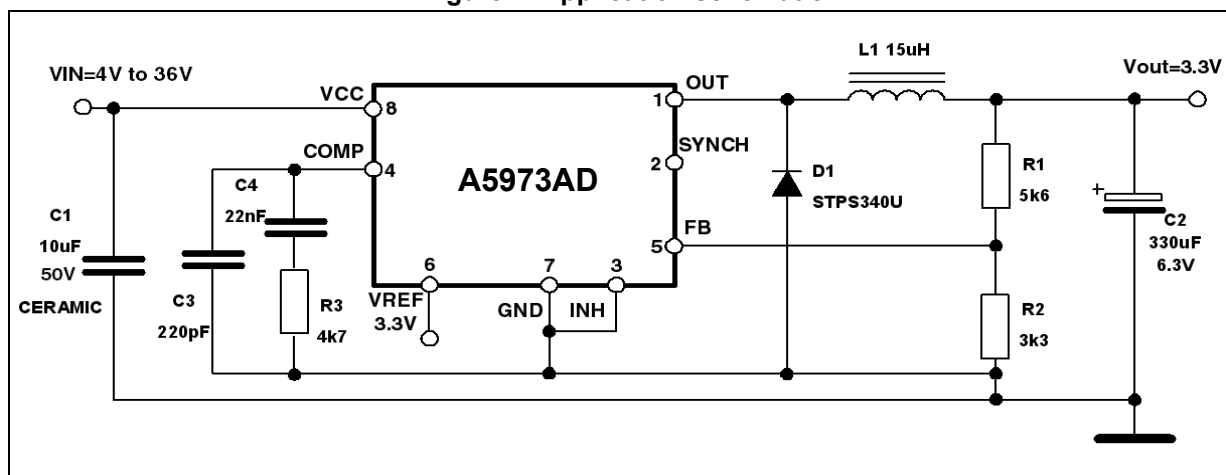 VIN=4V to 36V
VCC
8
COMP
4
C4
22nF
C1
10uF
50V
CERAMIC
C3
220pF
R3
4k7
A5973AD
6
VREF
3.3V
7
GND
3
INH
OUT
1
SYNCH
2
FB
5
L1 15uH
D1
STPS340U
Vout=3.3V
R1
5k6
R2
3k3
+
C2
330uF
6.3V